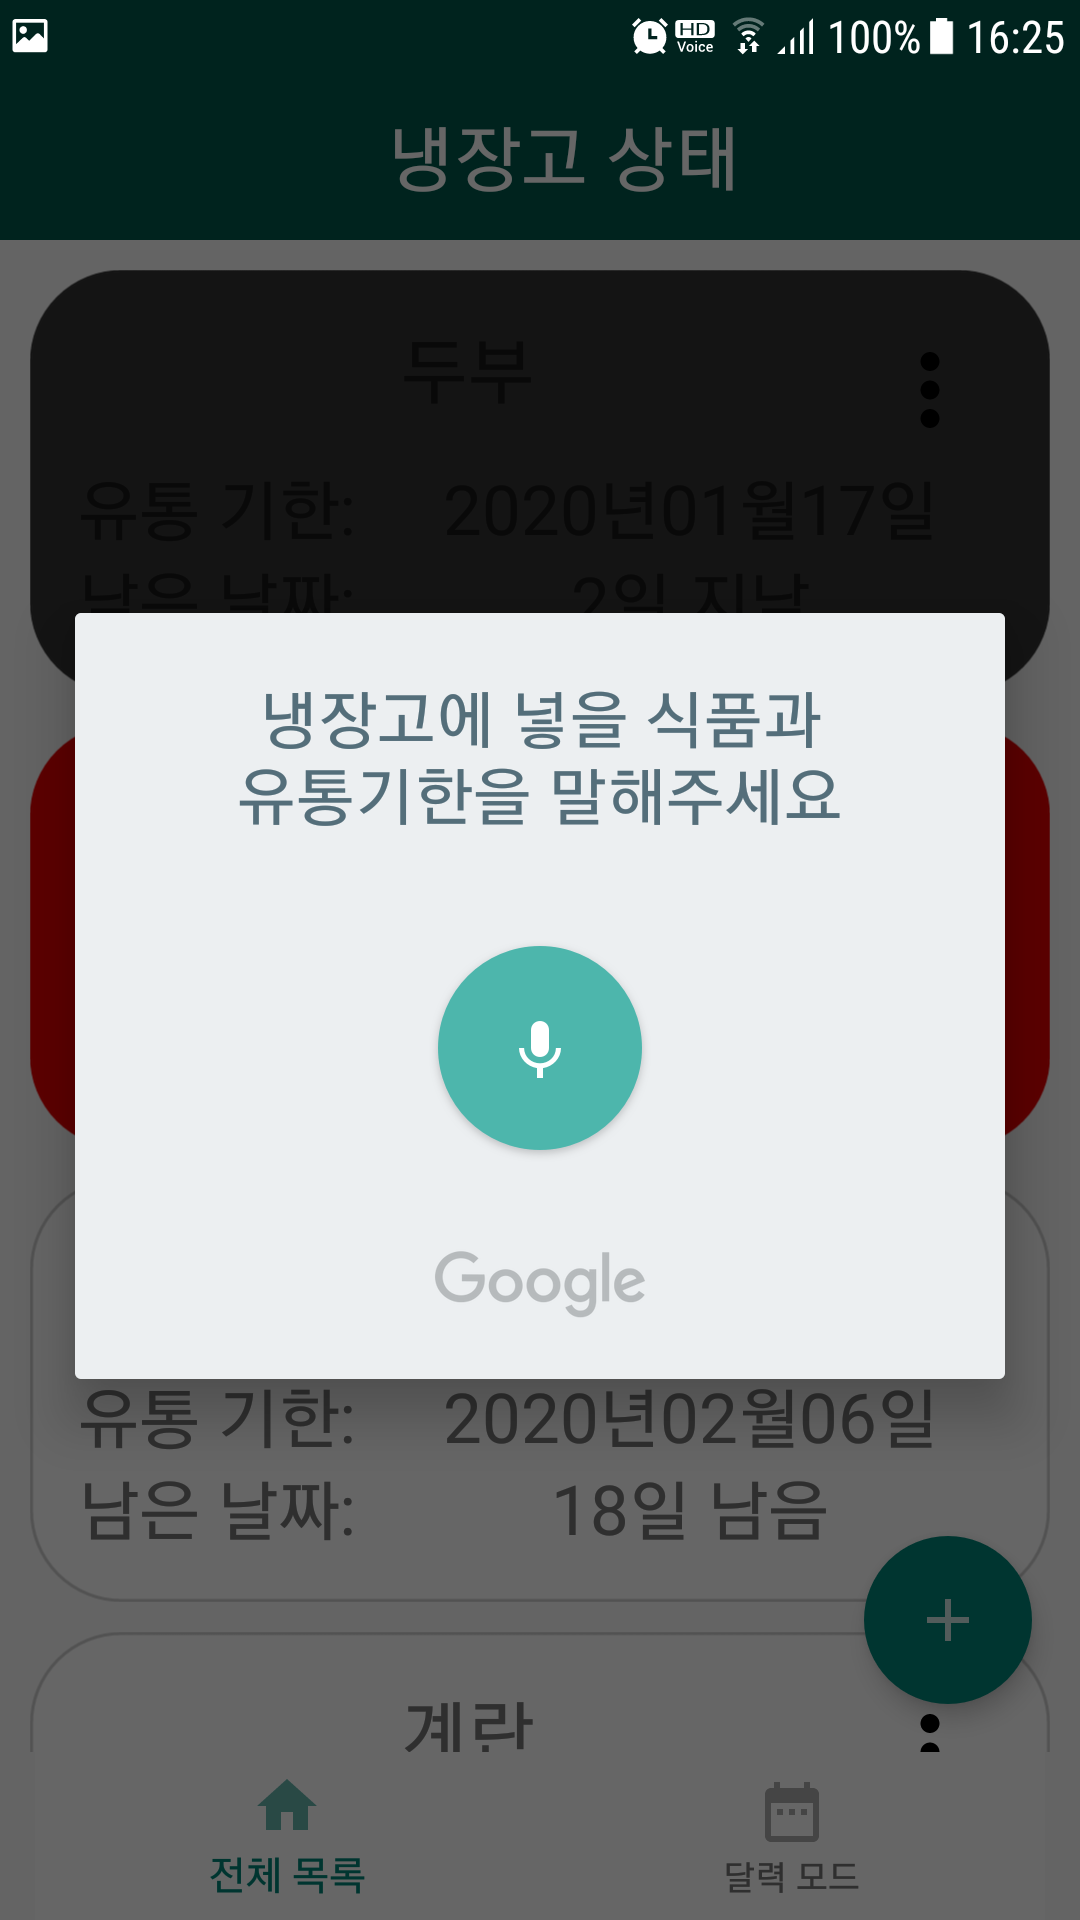 HD
Voice
100%
16:25
냉장고 상태
두부
유통 기한: 2020년01월17일
남은 날짜: 2일 지남
냉장고에 넣을 식품과
유통기한을 말해주세요
Google
유통 기한: 2020년02월06일
남은 날짜: 18일 남음
계란
전체 목록
달력 모드